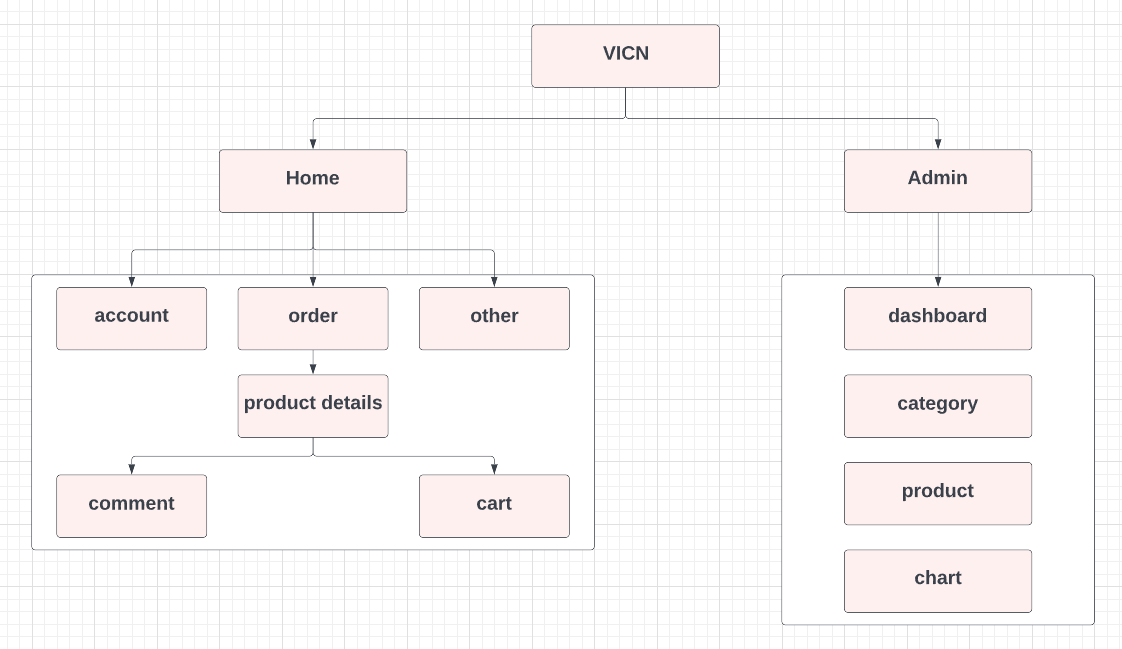 VICN
Home
Admin
account
order
other
dashboard
product details
category
comment
cart
product
chart